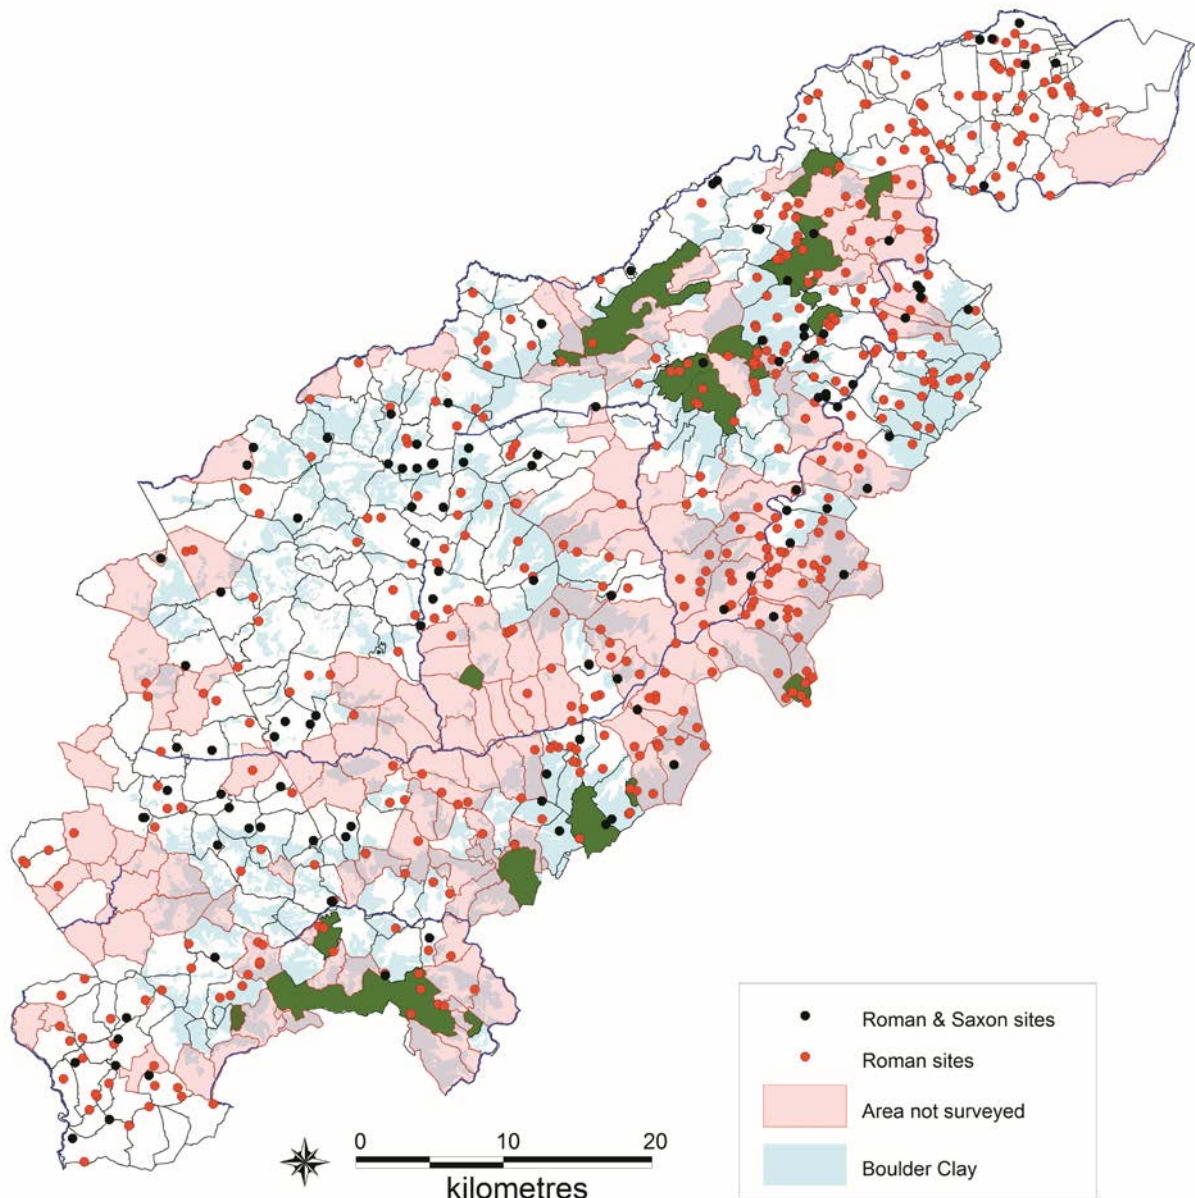 Roman & Saxon sites
Roman sites
Area not surveyed
Boulder Clay
0 10 20
kilometres